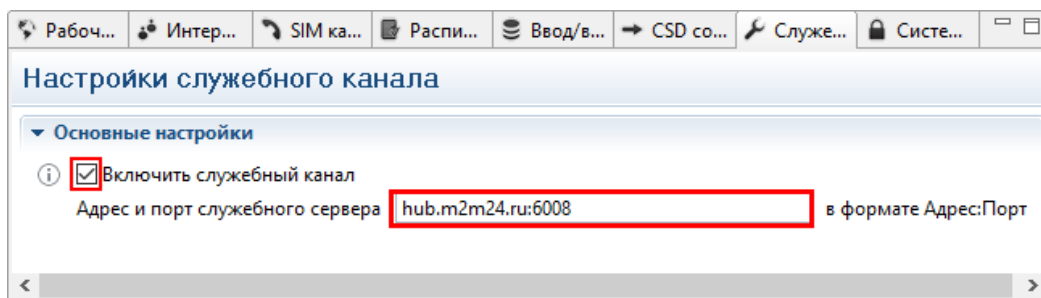 Рабоч... Интер... SIM ка... Распи... Ввод/в... CSD со... Служе... Систе...
Настройки служебного канала
Основные настройки
Включить служебный канал
Адрес и порт служебного сервера hub.m2m24.ru:6008 в формате Адрес:Порт